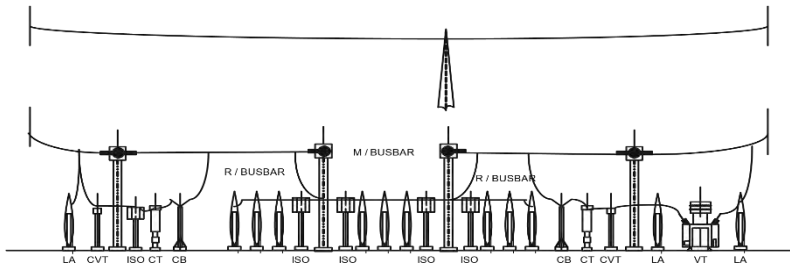 M / BUSBAR
R / BUSBAR
R / BUSBAR
LA CVT ISO CT CB ISO ISO ISO ISO CB CT CVT LA VT LA